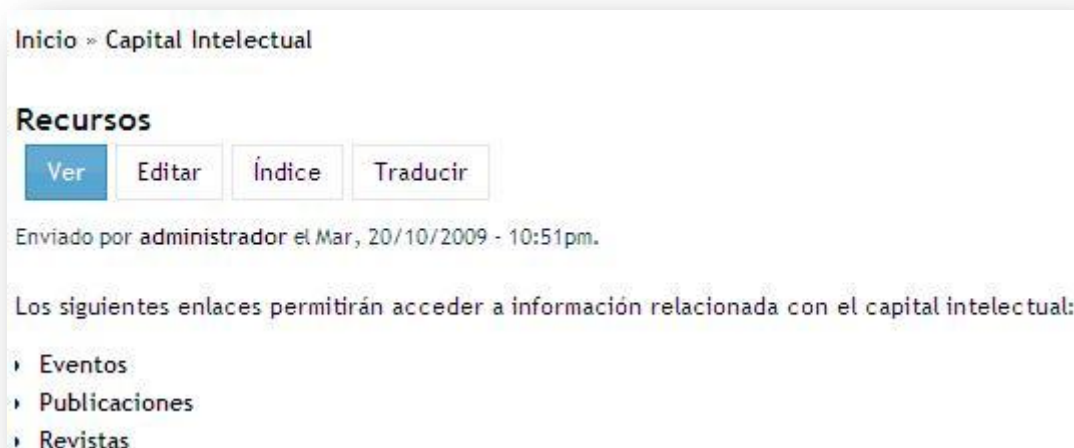 Inicio » Capital Intelectual
Recursos
Ver Editar Índice Traducir
Enviado por administrador el Mar, 20/10/2009 - 10:51pm.
Los siguientes enlaces permitirán acceder a información relacionada con el capital intelectual:
Eventos
Publicaciones
Revistas